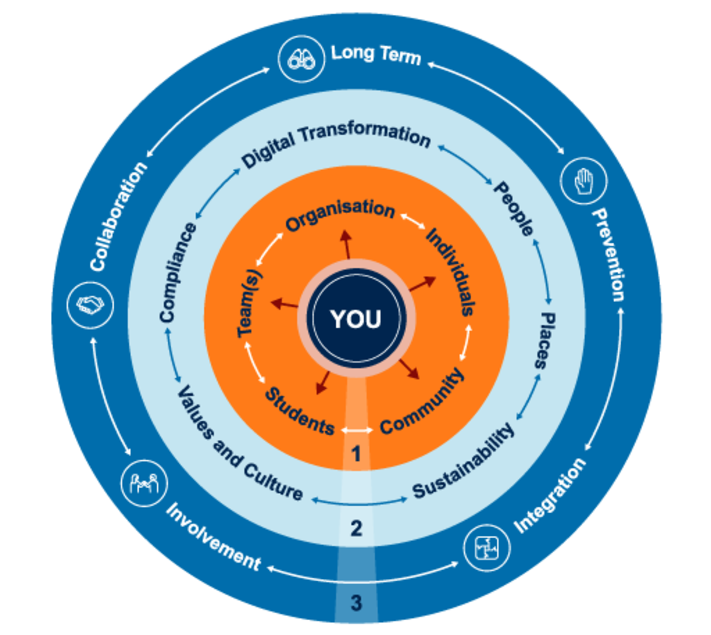 Long Term
Prevention
Integration
Involvement
Collaboration
Digital Transformation
People
Places
Sustainability
Values and Culture
Compliance
Organisation
Individuals
Community
Students
Team(s)
YOU
1
2
3